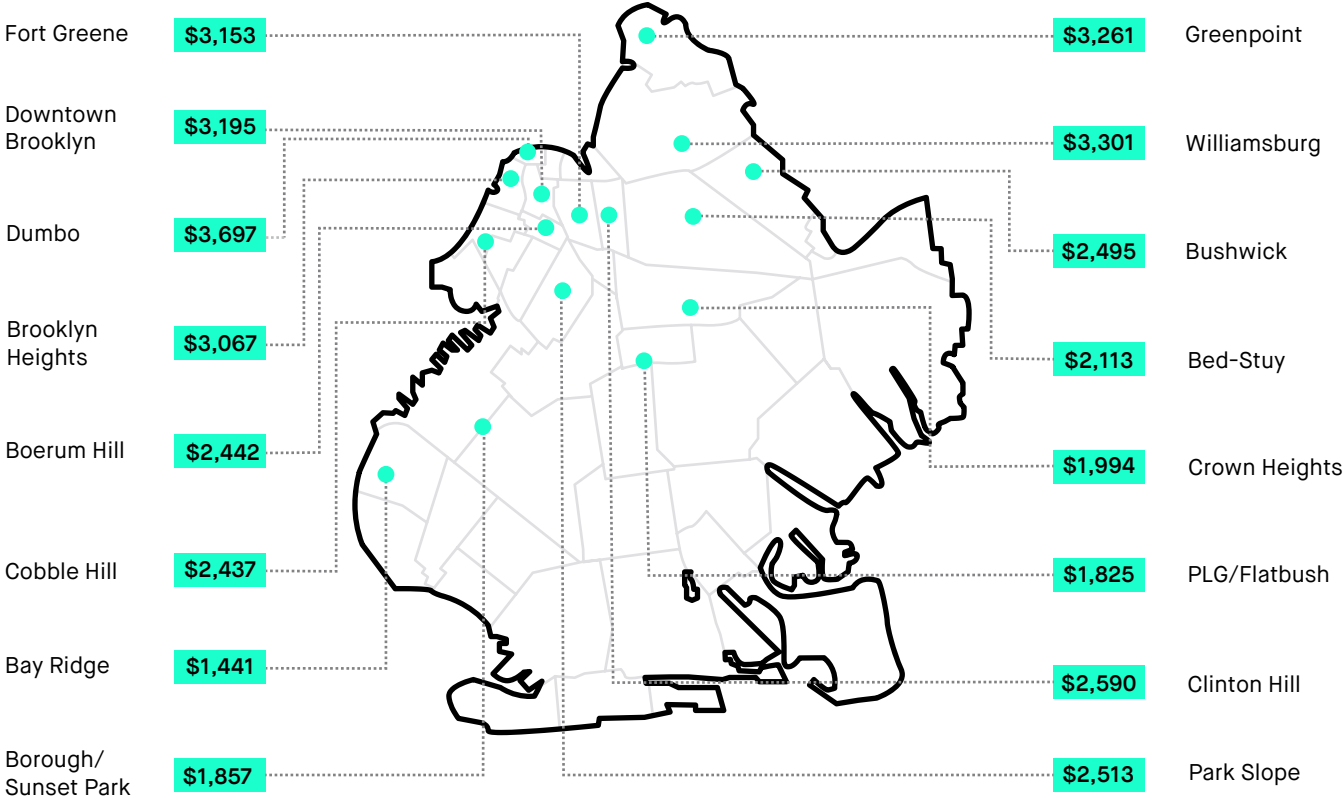 Fort Greene
$3,153
Downtown
Brooklyn
$3,195
Dumbo
$3,697
Brooklyn
Heights
$3,067
Boerum Hill
$2,442
Cobble Hill
$2,437
Bay Ridge
$1,441
Borough/
Sunset Park
$1,857
$3,261
Greenpoint
$3,301
Williamsburg
$2,495
Bushwick
$2,113
Bed-Stuy
$1,994
Crown Heights
$1,825
PLG/Flatbush
$2,590
Clinton Hill
$2,513
Park Slope